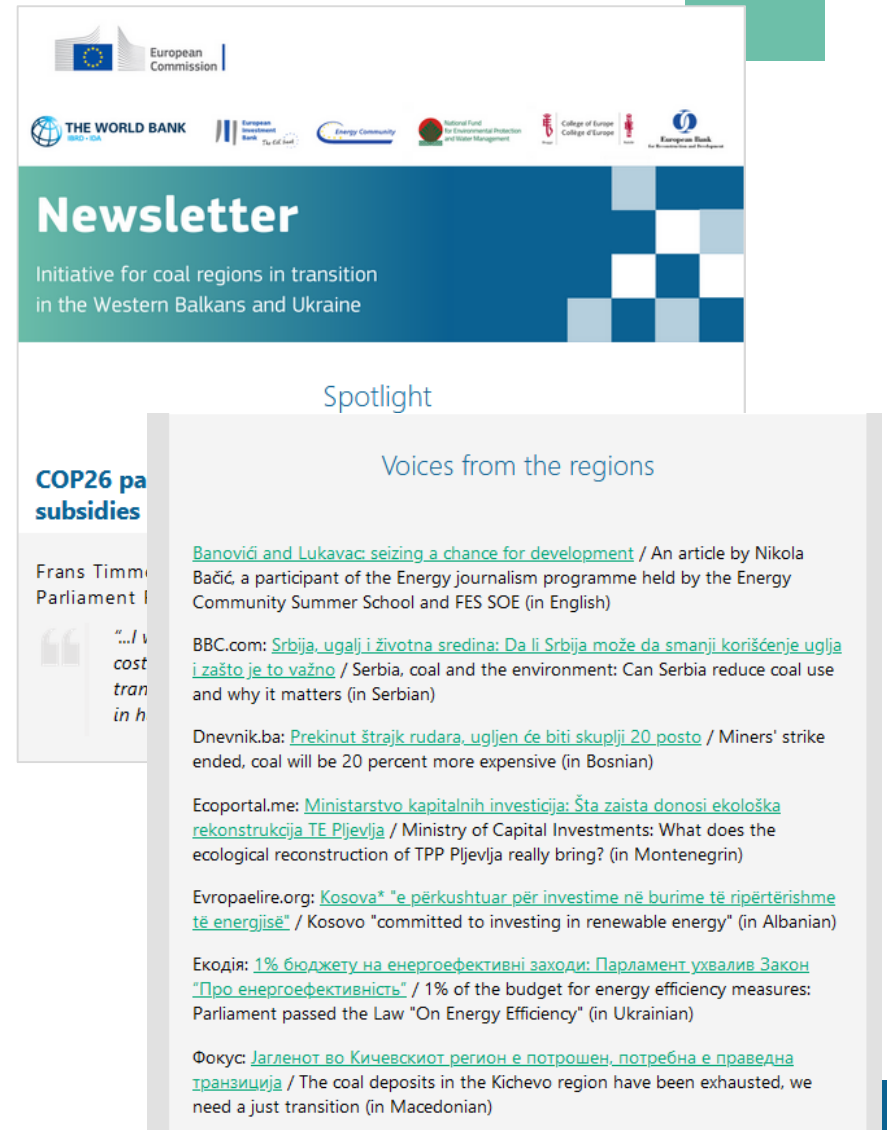 European
Commission
THE WORLD BANK
IBRD • IDA
European
Investment
Bank
The EU bank
Energy Community
National Fund
for Environmental Protection
and Water Management
College of Europe
Collège d'Europe
European Bank
for Reconstruction and Development
Newsletter
Initiative for coal regions in transition
in the Western Balkans and Ukraine
Spotlight
COP26 pa
subsidies
Frans Timm
Parliament
"...I
cost
tran
in h
Voices from the regions
Banovići and Lukavac: seizing a chance for development / An article by Nikola
Bačić, a participant of the Energy journalism programme held by the Energy
Community Summer School and FES SOE (in English)
BBC.com: Srbija, ugalj i životna sredina: Da li Srbija može da smanji korišćenje uglja
i zašto je to važno / Serbia, coal and the environment: Can Serbia reduce coal use
and why it matters (in Serbian)
Dnevnik.ba: Prekinut štrajk rudara, ugljen će biti skuplji 20 posto / Miners' strike
ended, coal will be 20 percent more expensive (in Bosnian)
Ecoportal.me: Ministarstvo kapitalnih investicija: Šta zaista donosi ekološka
rekonstrukcija TE Pljevlja / Ministry of Capital Investments: What does the
ecological reconstruction of TPP Pljevlja really bring? (in Montenegrin)
Evropaelire.org: Kosova* "e përkushtuar për investime në burime të ripërtërishme
të energjisë" / Kosovo "committed to investing in renewable energy" (in Albanian)
Екодія: 1% бюджету на енергоефективні заходи: Парламент ухвалив Закон
"Про енергоефективність" / 1% of the budget for energy efficiency measures:
Parliament passed the Law "On Energy Efficiency" (in Ukrainian)
Фокус: Јагленот во Кичевскиот регион е потрошен, потребна е праведна
транзиција / The coal deposits in the Kichevo region have been exhausted, we
need a just transition (in Macedonian)